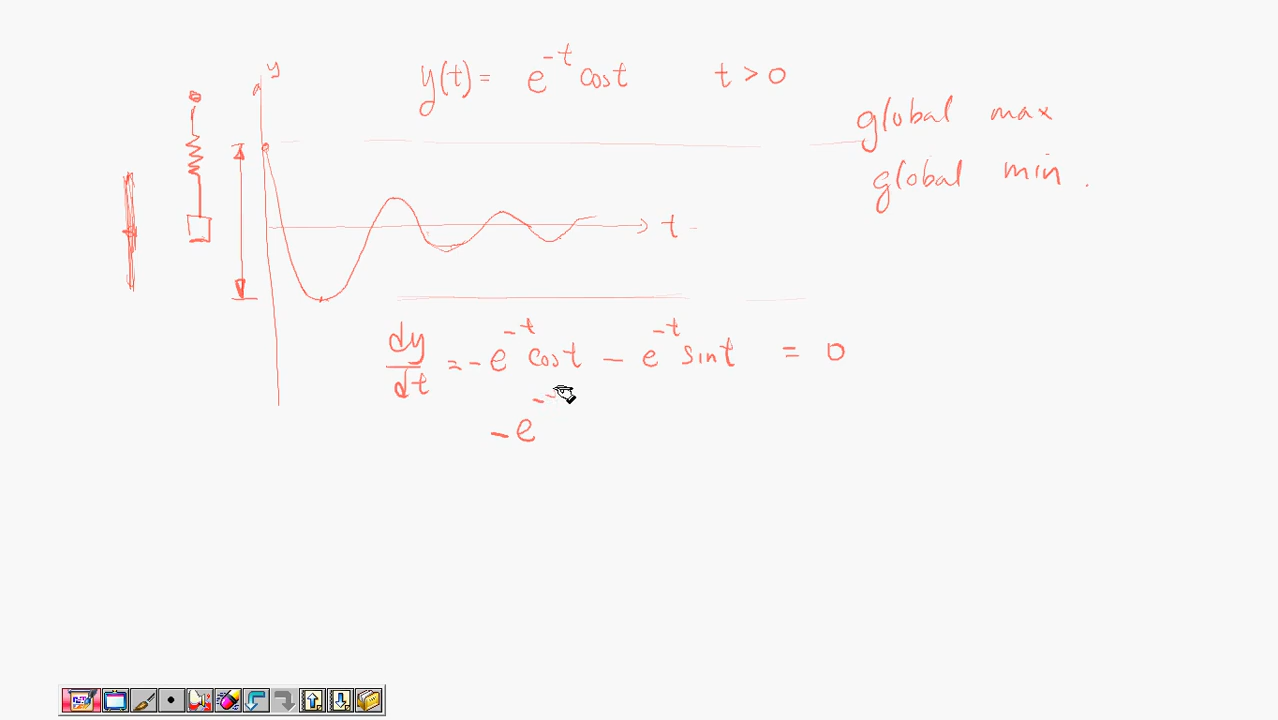 y
y(t) = e^{-t} cost t > 0
global max
global min .
t
dy/dt = -e^{-t} cost - e^{-t} sint = 0
-e^{-